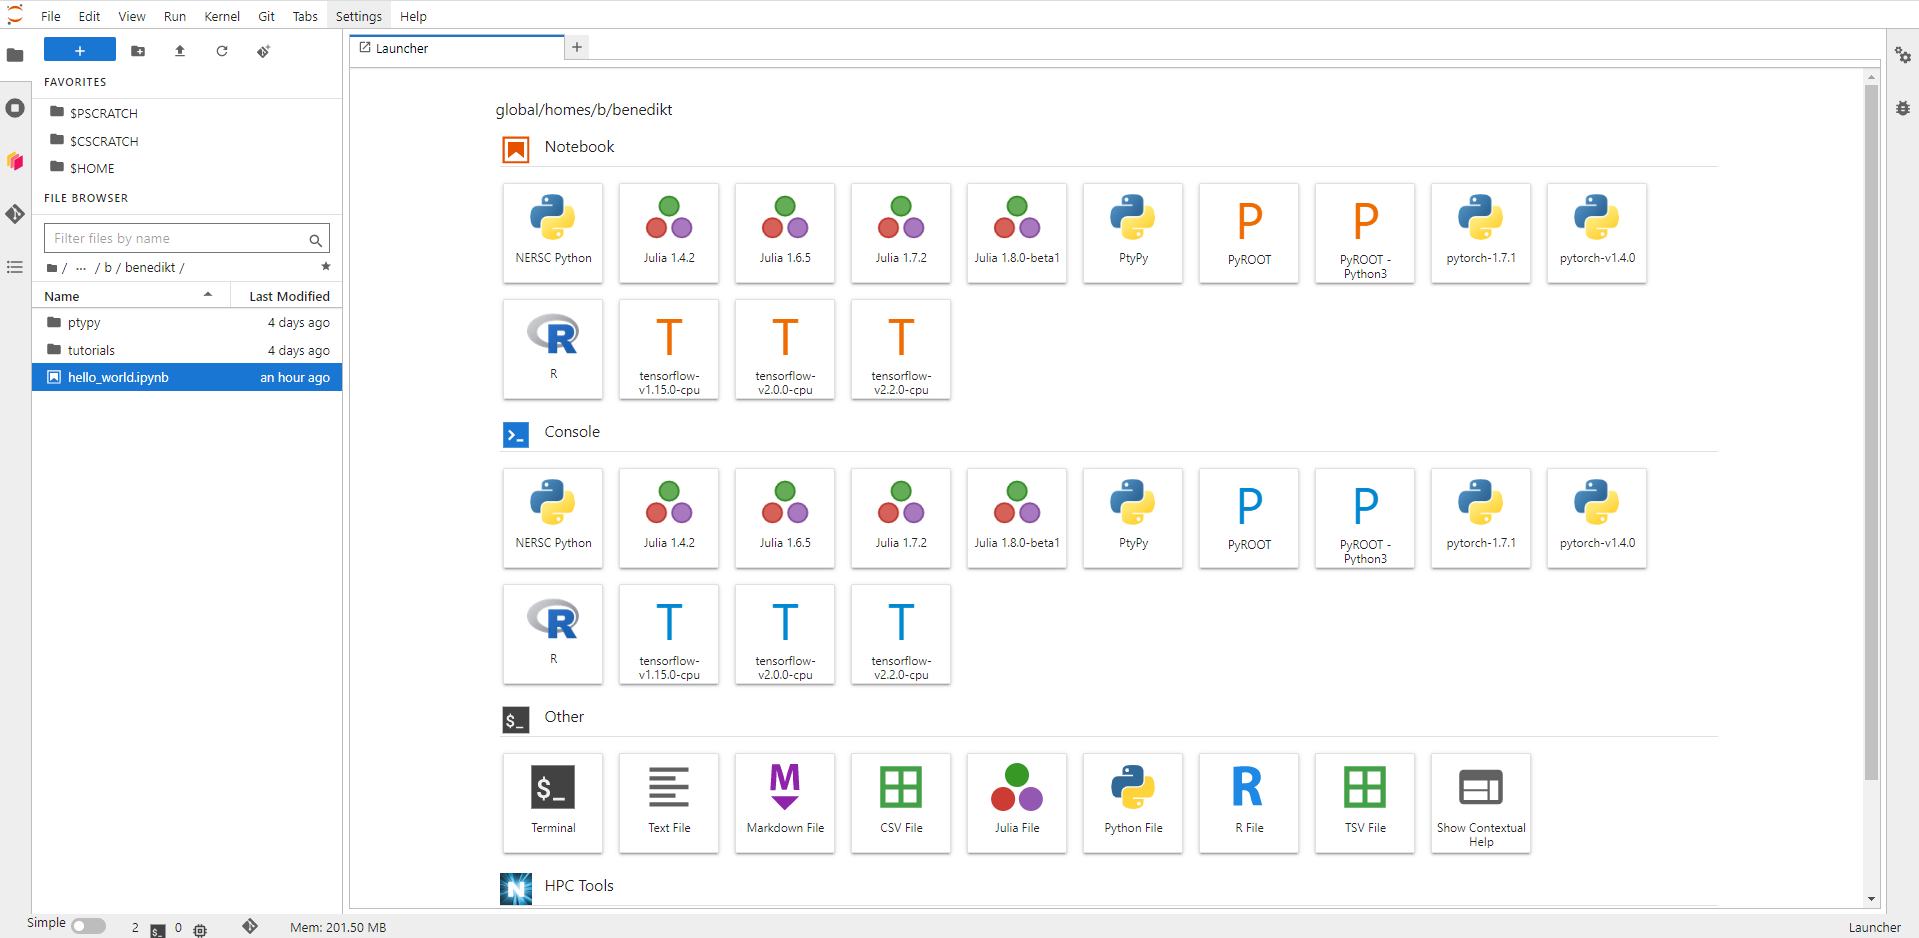 File Edit View Run Kernel Git Tabs Settings Help
+
FAVORITES
$PSCRATCH
$CSCRATCH
$HOME
FILE BROWSER
Filter files by name
/ ··· / b / benedikt /
Name Last Modified
ptypy 4 days ago
tutorials 4 days ago
hello_world.ipynb an hour ago
Launcher +
global/homes/b/benedikt
Notebook
NERSC Python
Julia 1.4.2
Julia 1.6.5
Julia 1.7.2
Julia 1.8.0-beta1
PtyPy
P
PyROOT
P
PyROOT -
Python3
pytorch-1.7.1
pytorch-v1.4.0
R
R
T
tensorflow-
v1.15.0-cpu
T
tensorflow-
v2.0.0-cpu
T
tensorflow-
v2.2.0-cpu
Console
NERSC Python
Julia 1.4.2
Julia 1.6.5
Julia 1.7.2
Julia 1.8.0-beta1
PtyPy
P
PyROOT
P
PyROOT -
Python3
pytorch-1.7.1
pytorch-v1.4.0
R
R
T
tensorflow-
v1.15.0-cpu
T
tensorflow-
v2.0.0-cpu
T
tensorflow-
v2.2.0-cpu
$_ Other
$_
Terminal
Text File
M
Markdown File
CSV File
Julia File
Python File
R
R File
TSV File
Show Contextual
Help
N HPC Tools
Simple 2 $_ 0 Mem: 201.50 MB Launcher